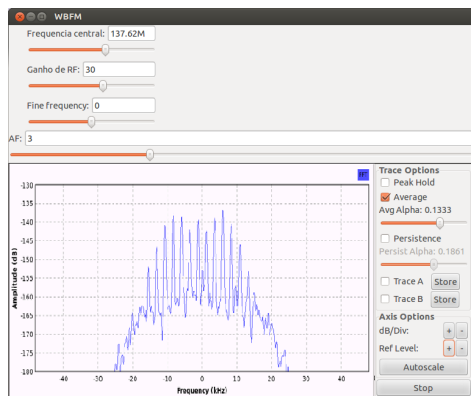 WBFM
Frequencia central: 137.62M
Ganho de RF: 30
Fine frequency: 0
AF: 3
Trace Options
Peak Hold
Average
Avg Alpha: 0.1333
Persistence
Persist Alpha: 0.1861
Trace A Store
Trace B Store
Axis Options
dB/Div: + -
Ref Level: + -
Autoscale
Stop
FFT
Amplitude (dB)
-130
-135
-140
-145
-150
-155
-160
-165
-170
-175
-180
-40 -30 -20 -10 0 10 20 30 40
Frequency (kHz)